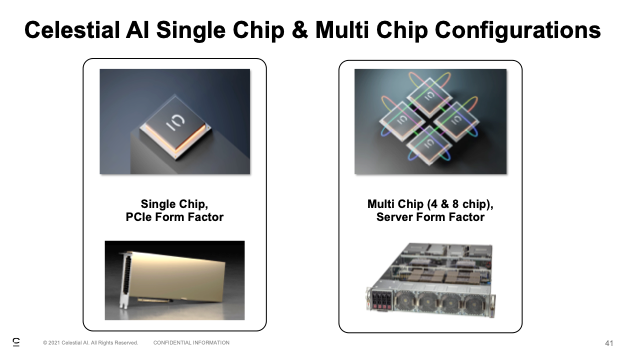 Celestial AI Single Chip & Multi Chip Configurations
Single Chip,
PCIe Form Factor
Multi Chip (4 & 8 chip),
Server Form Factor
© 2021 Celestial AI. All Rights Reserved. CONFIDENTIAL INFORMATION
41